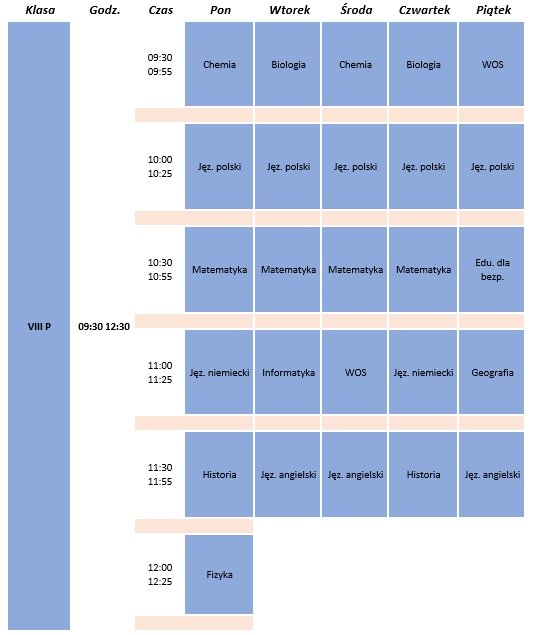 Klasa Godz. Czas Pon Wtorek Środa Czwartek Piątek
09:30
09:55
Chemia Biologia Chemia Biologia WOS
10:00
10:25
Jęz. polski Jęz. polski Jęz. polski Jęz. polski Jęz. polski
10:30
10:55
Matematyka Matematyka Matematyka Matematyka Edu. dla
bezp.
VIII P 09:30 12:30
11:00
11:25
Jęz. niemiecki Informatyka WOS Jęz. niemiecki Geografia
11:30
11:55
Historia Jęz. angielski Jęz. angielski Historia Jęz. angielski
12:00
12:25
Fizyka